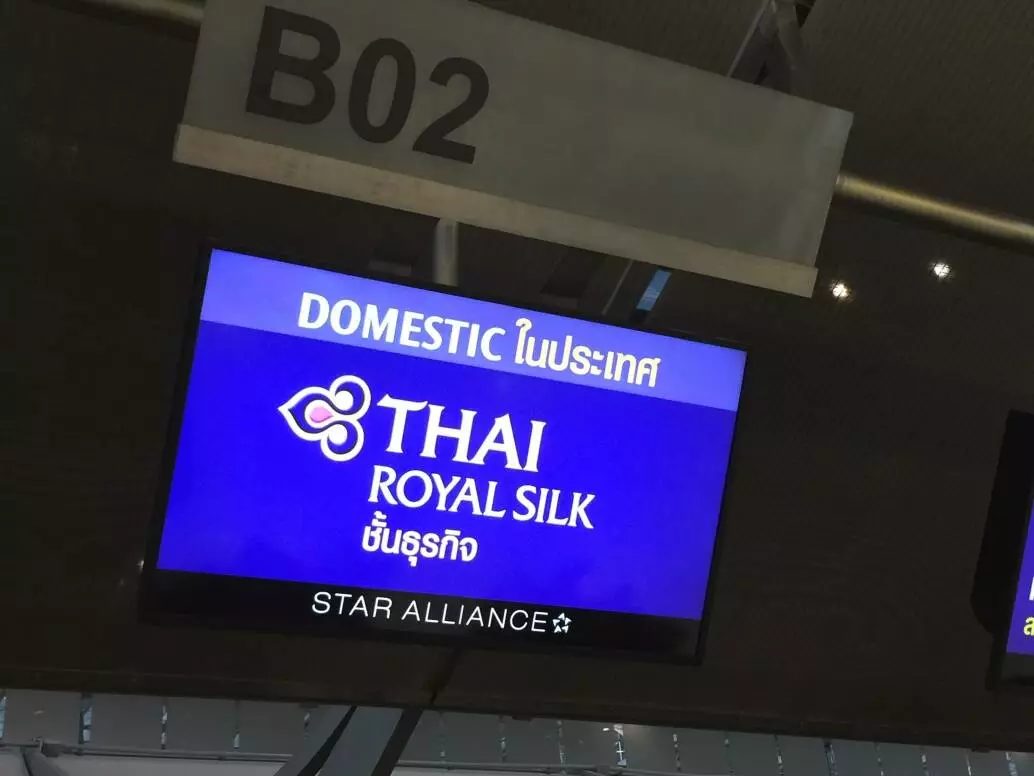 B02
DOMESTIC ในประเทศ
THAI
ROYAL SILK
ชั้นธุรกิจ
STAR ALLIANCE